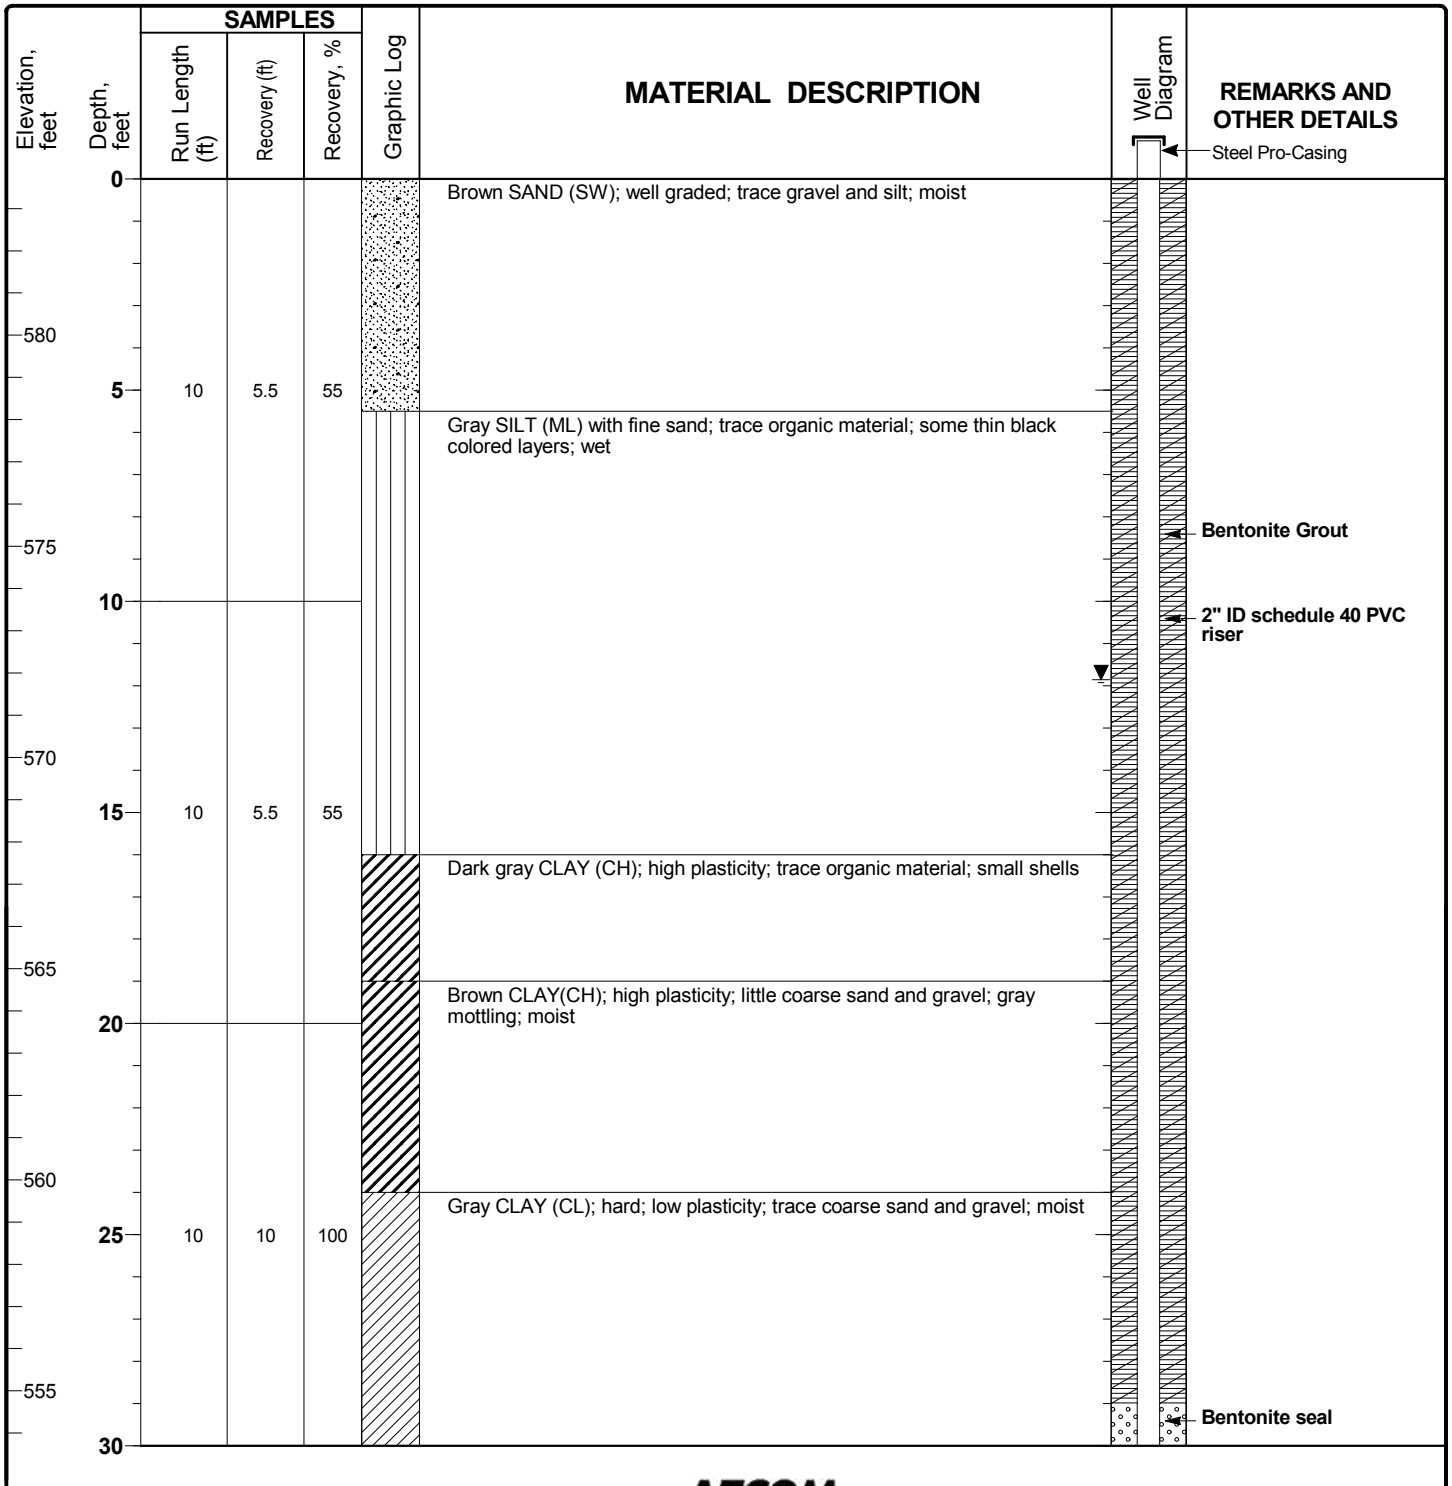 SAMPLES
Elevation,
feet
Depth,
feet
Run Length
(ft)
Recovery (ft)
Recovery, %
Graphic Log
MATERIAL DESCRIPTION
Well
Diagram
REMARKS AND
OTHER DETAILS
Steel Pro-Casing
0
Brown SAND (SW); well graded; trace gravel and silt; moist
580
5
10 5.5 55
Gray SILT (ML) with fine sand; trace organic material; some thin black
colored layers; wet
Bentonite Grout
575
10
2" ID schedule 40 PVC
riser
570
15
10 5.5 55
Dark gray CLAY (CH); high plasticity; trace organic material; small shells
565
Brown CLAY(CH); high plasticity; little coarse sand and gravel; gray
mottling; moist
20
560
Gray CLAY (CL); hard; low plasticity; trace coarse sand and gravel; moist
25
10 10 100
555
Bentonite seal
30